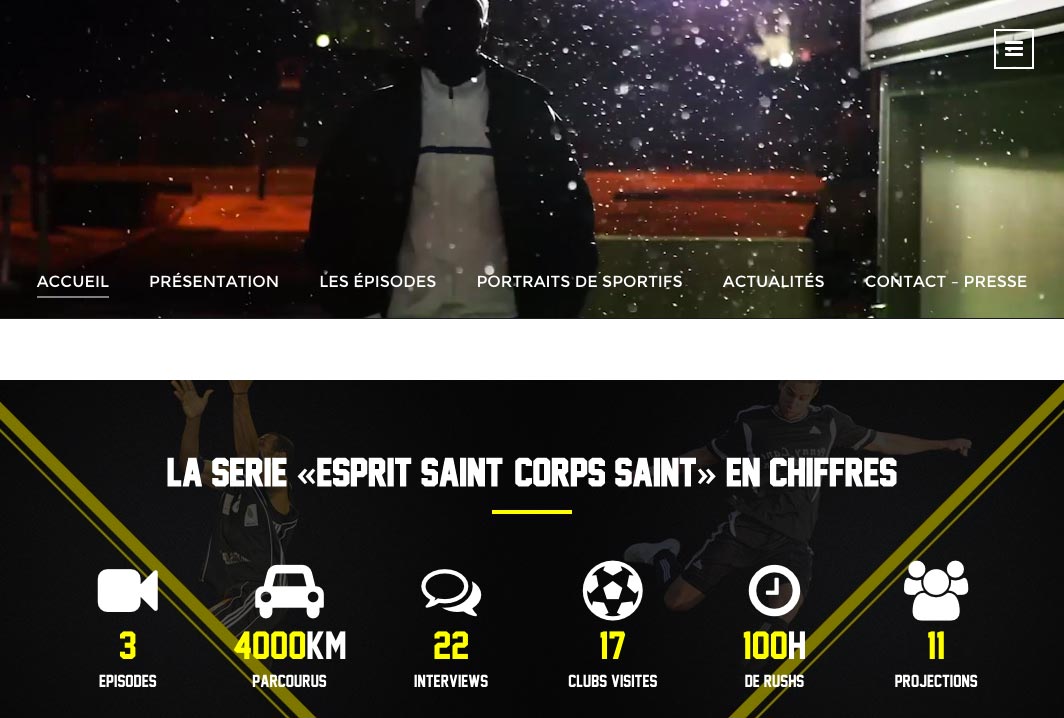 ACCUEIL PRÉSENTATION LES ÉPISODES PORTRAITS DE SPORTIFS ACTUALITÉS CONTACT – PRESSE
LA SERIE «ESPRIT SAINT CORPS SAINT» EN CHIFFRES
3 4000KM 22 17 100H 11
EPISODES PARCOURUS INTERVIEWS CLUBS VISITES DE RUSHS PROJECTIONS